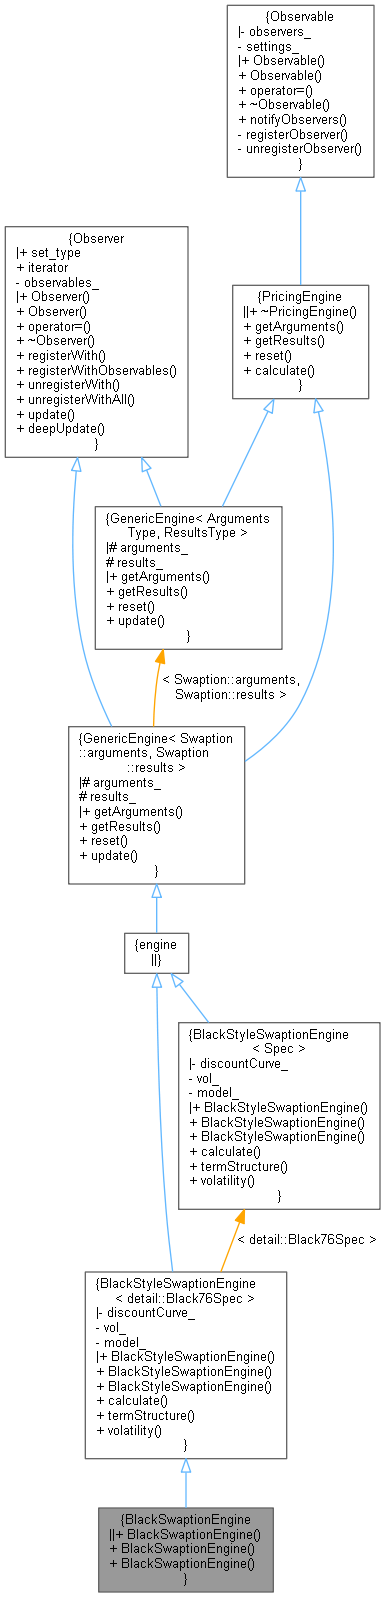 {Observable
|- observers_
- settings_
|+ Observable()
+ Observable()
+ operator=()
+ ~Observable()
+ notifyObservers()
- registerObserver()
- unregisterObserver()
}
{Observer
|+ set_type
+ iterator
- observables_
|+ Observer()
+ Observer()
+ operator=()
+ ~Observer()
+ registerWith()
+ registerWithObservables()
+ unregisterWith()
+ unregisterWithAll()
+ update()
+ deepUpdate()
}
{PricingEngine
||+ ~PricingEngine()
+ getArguments()
+ getResults()
+ reset()
+ calculate()
}
{GenericEngine< Arguments
Type, ResultsType >
|# arguments_
# results_
|+ getArguments()
+ getResults()
+ reset()
+ update()
}
< Swaption::arguments,
Swaption::results >
{GenericEngine< Swaption
::arguments, Swaption
::results >
|# arguments_
# results_
|+ getArguments()
+ getResults()
+ reset()
+ update()
}
{engine
||}
{BlackStyleSwaptionEngine
< Spec >
|- discountCurve_
- vol_
- model_
|+ BlackStyleSwaptionEngine()
+ BlackStyleSwaptionEngine()
+ BlackStyleSwaptionEngine()
+ calculate()
+ termStructure()
+ volatility()
}
< detail::Black76Spec >
{BlackStyleSwaptionEngine
< detail::Black76Spec >
|- discountCurve_
- vol_
- model_
|+ BlackStyleSwaptionEngine()
+ BlackStyleSwaptionEngine()
+ BlackStyleSwaptionEngine()
+ calculate()
+ termStructure()
+ volatility()
}
{BlackSwaptionEngine
||+ BlackSwaptionEngine()
+ BlackSwaptionEngine()
+ BlackSwaptionEngine()
}